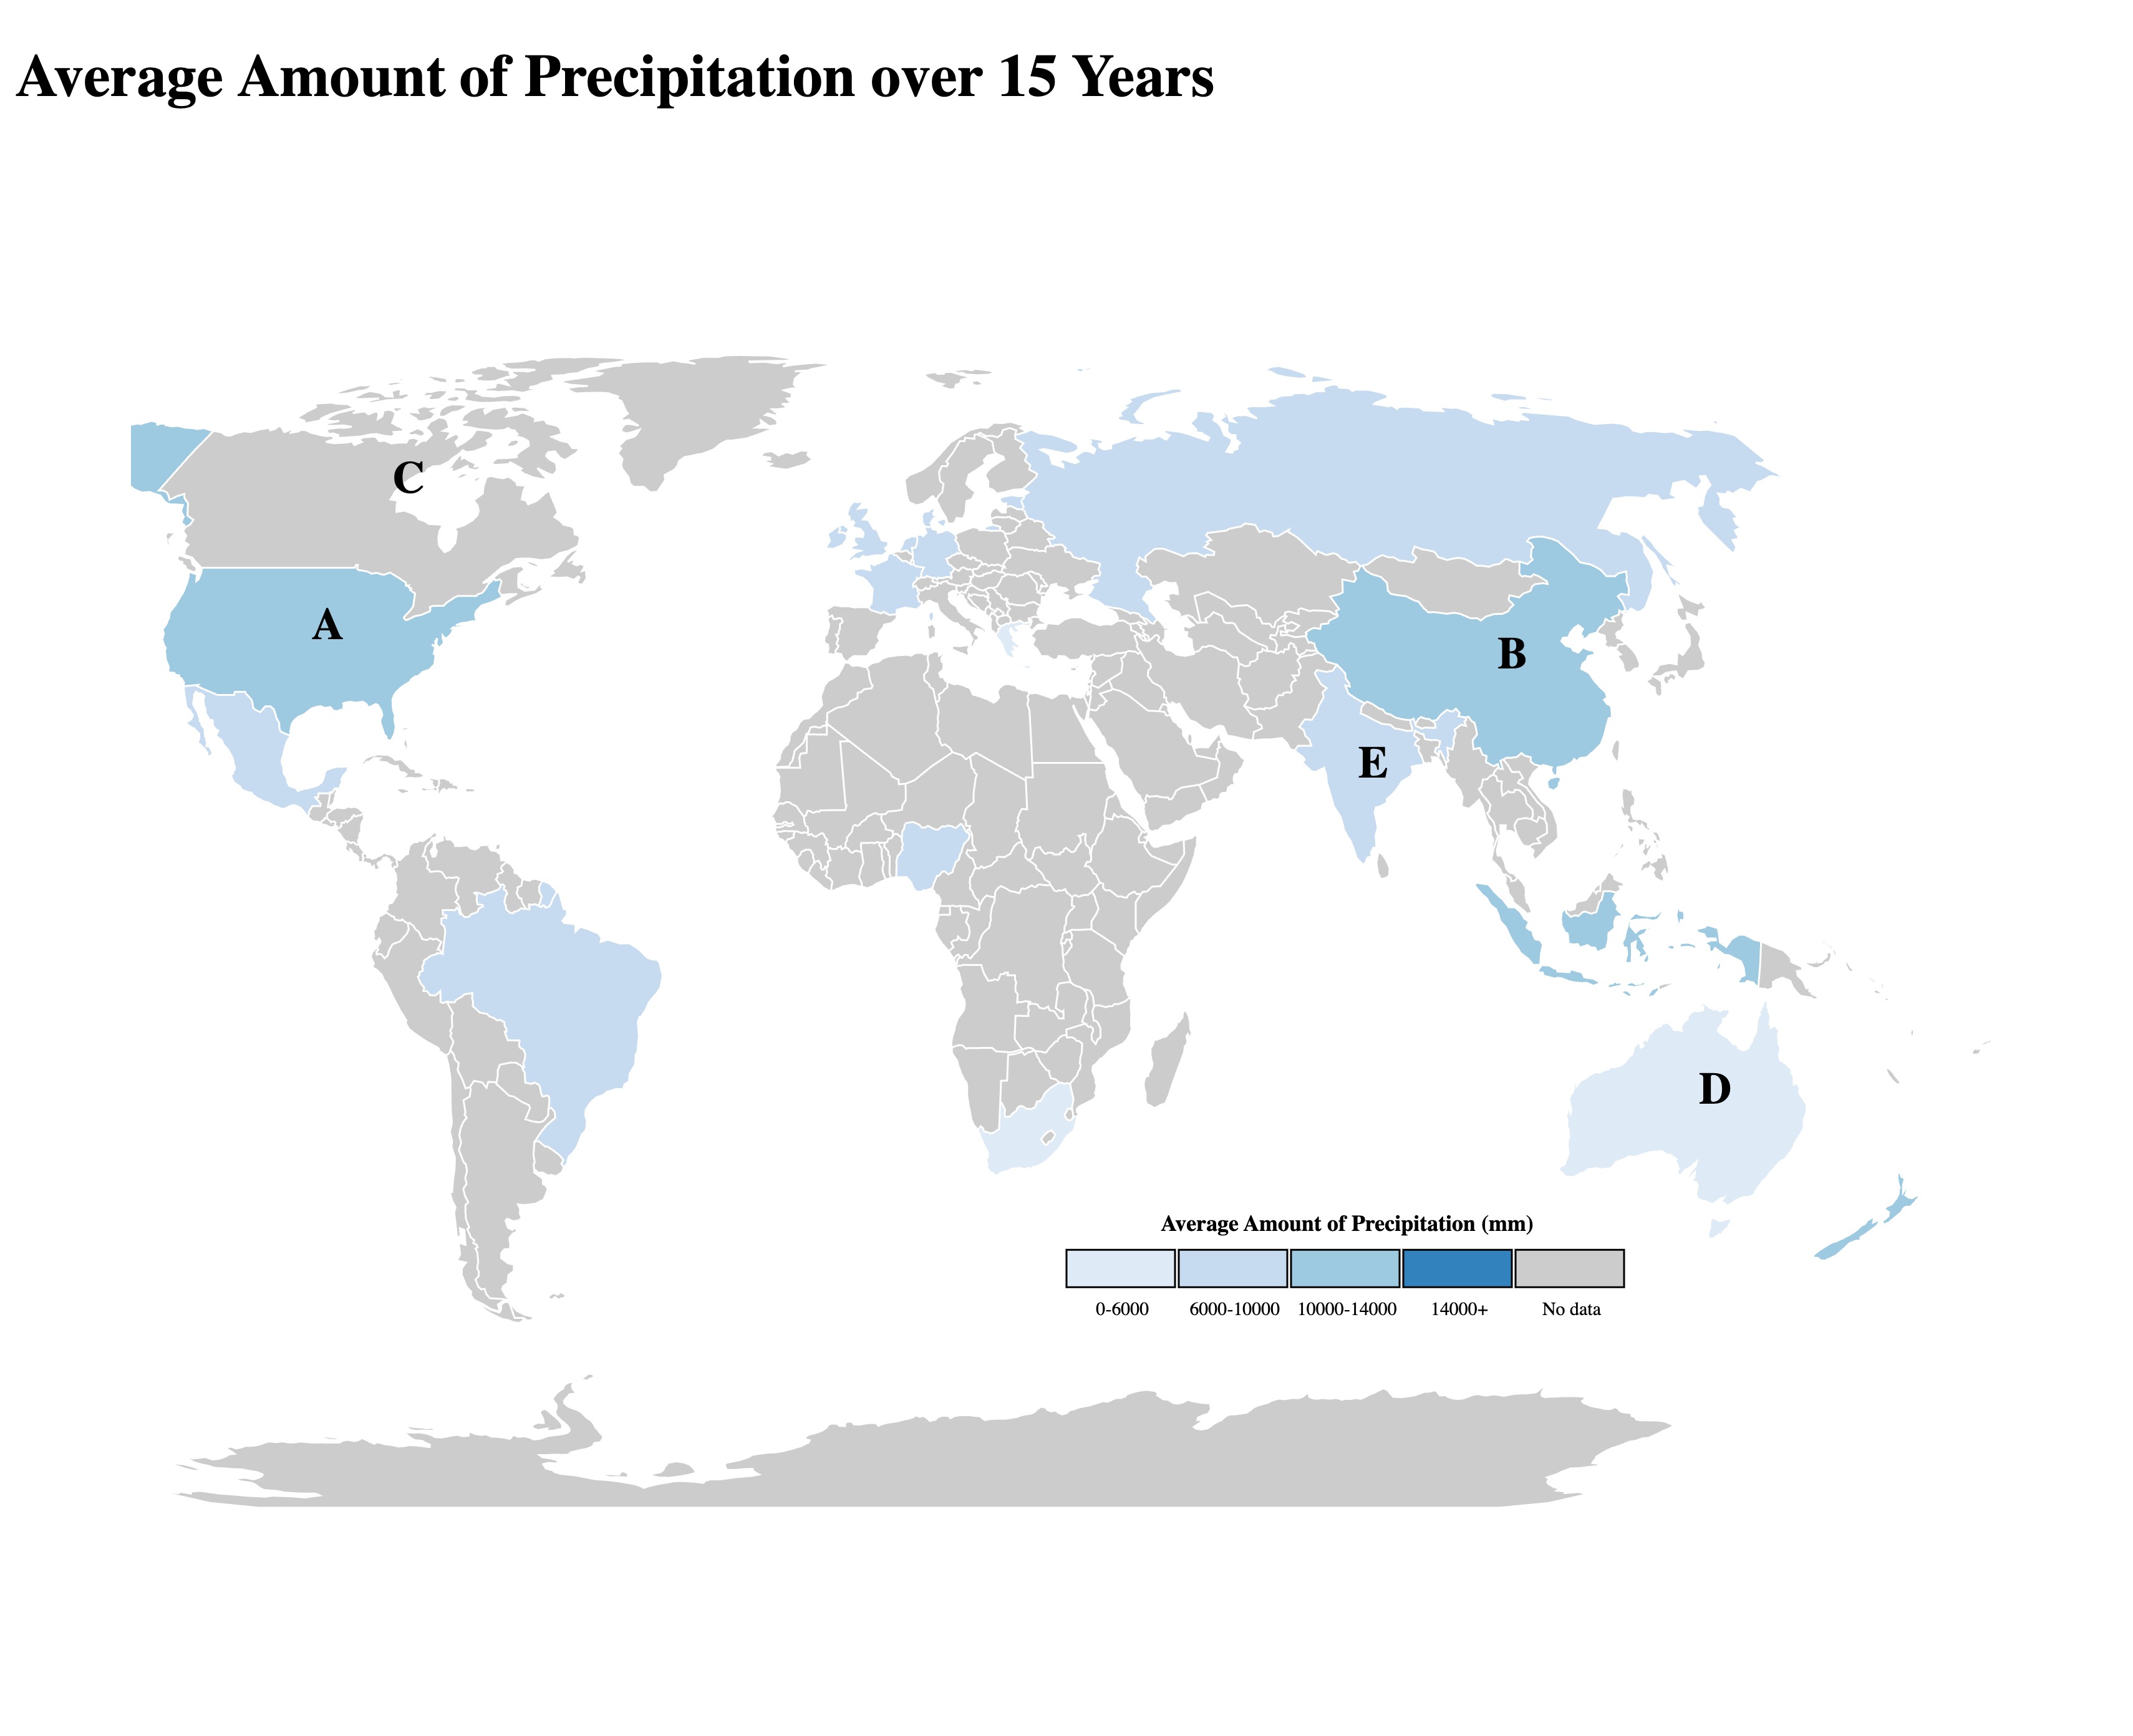 Average Amount of Precipitation over 15 Years
C
A
B
E
D
Average Amount of Precipitation (mm)
0-6000 6000-10000 10000-14000 14000+ No data